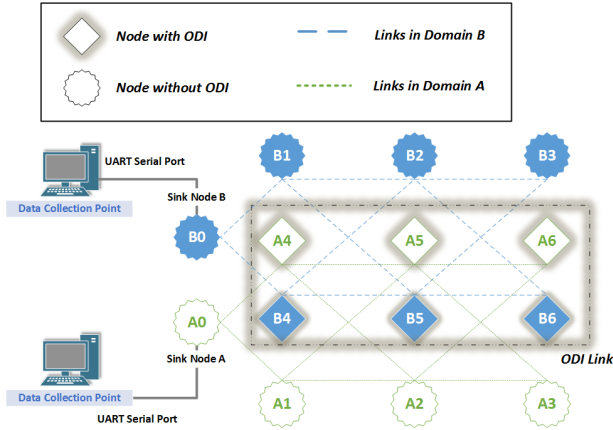 Node with ODI
Links in Domain B
Node without ODI
Links in Domain A
B1
B2
B3
UART Serial Port
Sink Node B
Data Collection Point
B0
A4
A5
A6
A0
B4
B5
B6
Sink Node A
ODI Link
Data Collection Point
A1
A2
A3
UART Serial Port